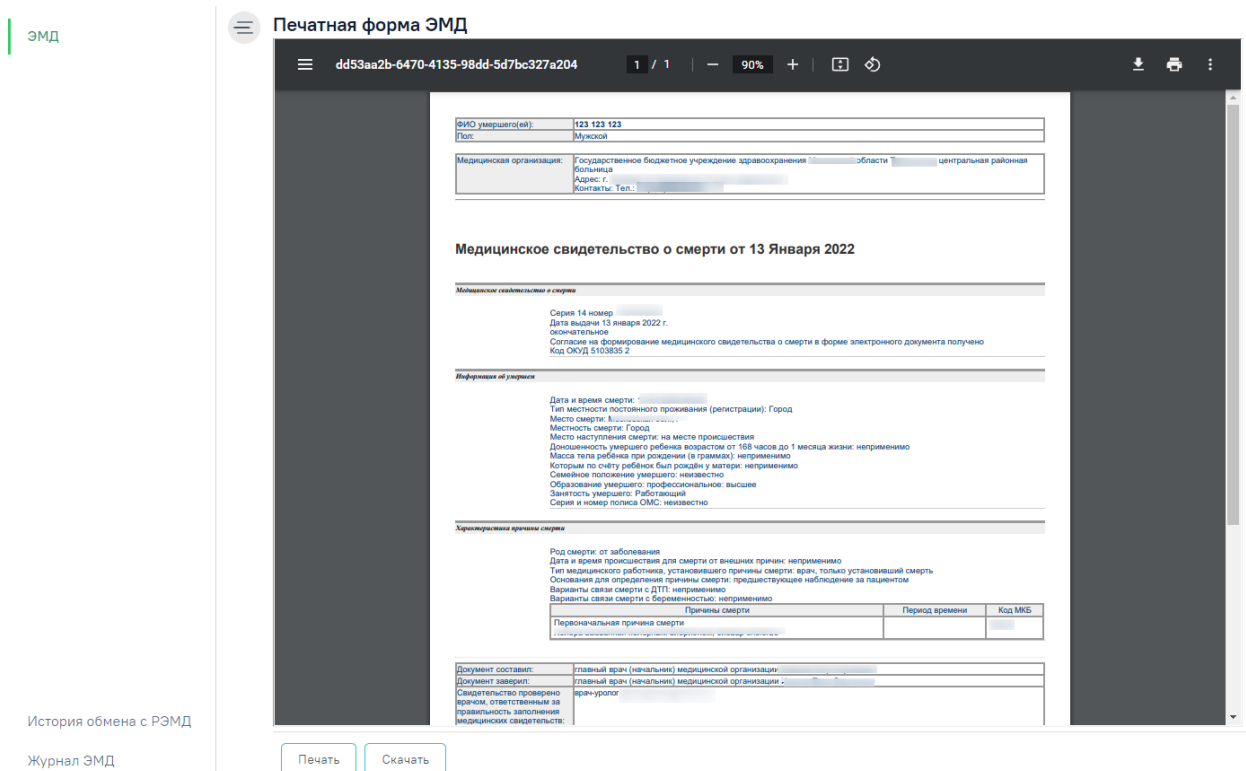 ЭМД
Печатная форма ЭМД
dd53aa2b-6470-4135-98dd-5d7bc327a204 1 / 1 | − 90% + |
ФИО умершего(ей): 123 123 123
Пол: Мужской
Медицинская организация: Государственное бюджетное учреждение здравоохранения области центральная районная
больница
Адрес: г.
Контакты: Тел.:
Медицинское свидетельство о смерти от 13 Января 2022
Медицинское свидетельство о смерти
Серия 14 номер
Дата выдачи 13 января 2022 г.
окончательное
Согласие на формирование медицинского свидетельства о смерти в форме электронного документа получено
Код ОКУД 5103835 2
Информация об умершем
Дата и время смерти:
Тип местности постоянного проживания (регистрации): Город
Место смерти:
Местность смерти: Город
Место наступления смерти: на месте происшествия
Доношенность умершего ребенка возрастом от 168 часов до 1 месяца жизни: неприменимо
Масса тела ребёнка при рождении (в граммах): неприменимо
Которым по счёту ребёнок был рождён у матери: неприменимо
Семейное положение умершего: неизвестно
Образование умершего: профессиональное: высшее
Занятость умершего: Работающий
Серия и номер полиса ОМС: неизвестно
Характеристика причины смерти
Род смерти: от заболевания
Дата и время происшествия для смерти от внешних причин: неприменимо
Тип медицинского работника, установившего причины смерти: врач, только установивший смерть
Основания для определения причины смерти: предшествующее наблюдение за пациентом
Варианты связи смерти с ДТП: неприменимо
Варианты связи смерти с беременностью: неприменимо
Причины смерти Период времени Код МКБ
Первоначальная причина смерти
Документ составил: главный врач (начальник) медицинской организации
Документ заверил: главный врач (начальник) медицинской организации
Свидетельство проверено врач-уролог
врачом, ответственным за
правильность заполнения
медицинских свидетельств:
История обмена с РЭМД
Журнал ЭМД
Печать Скачать